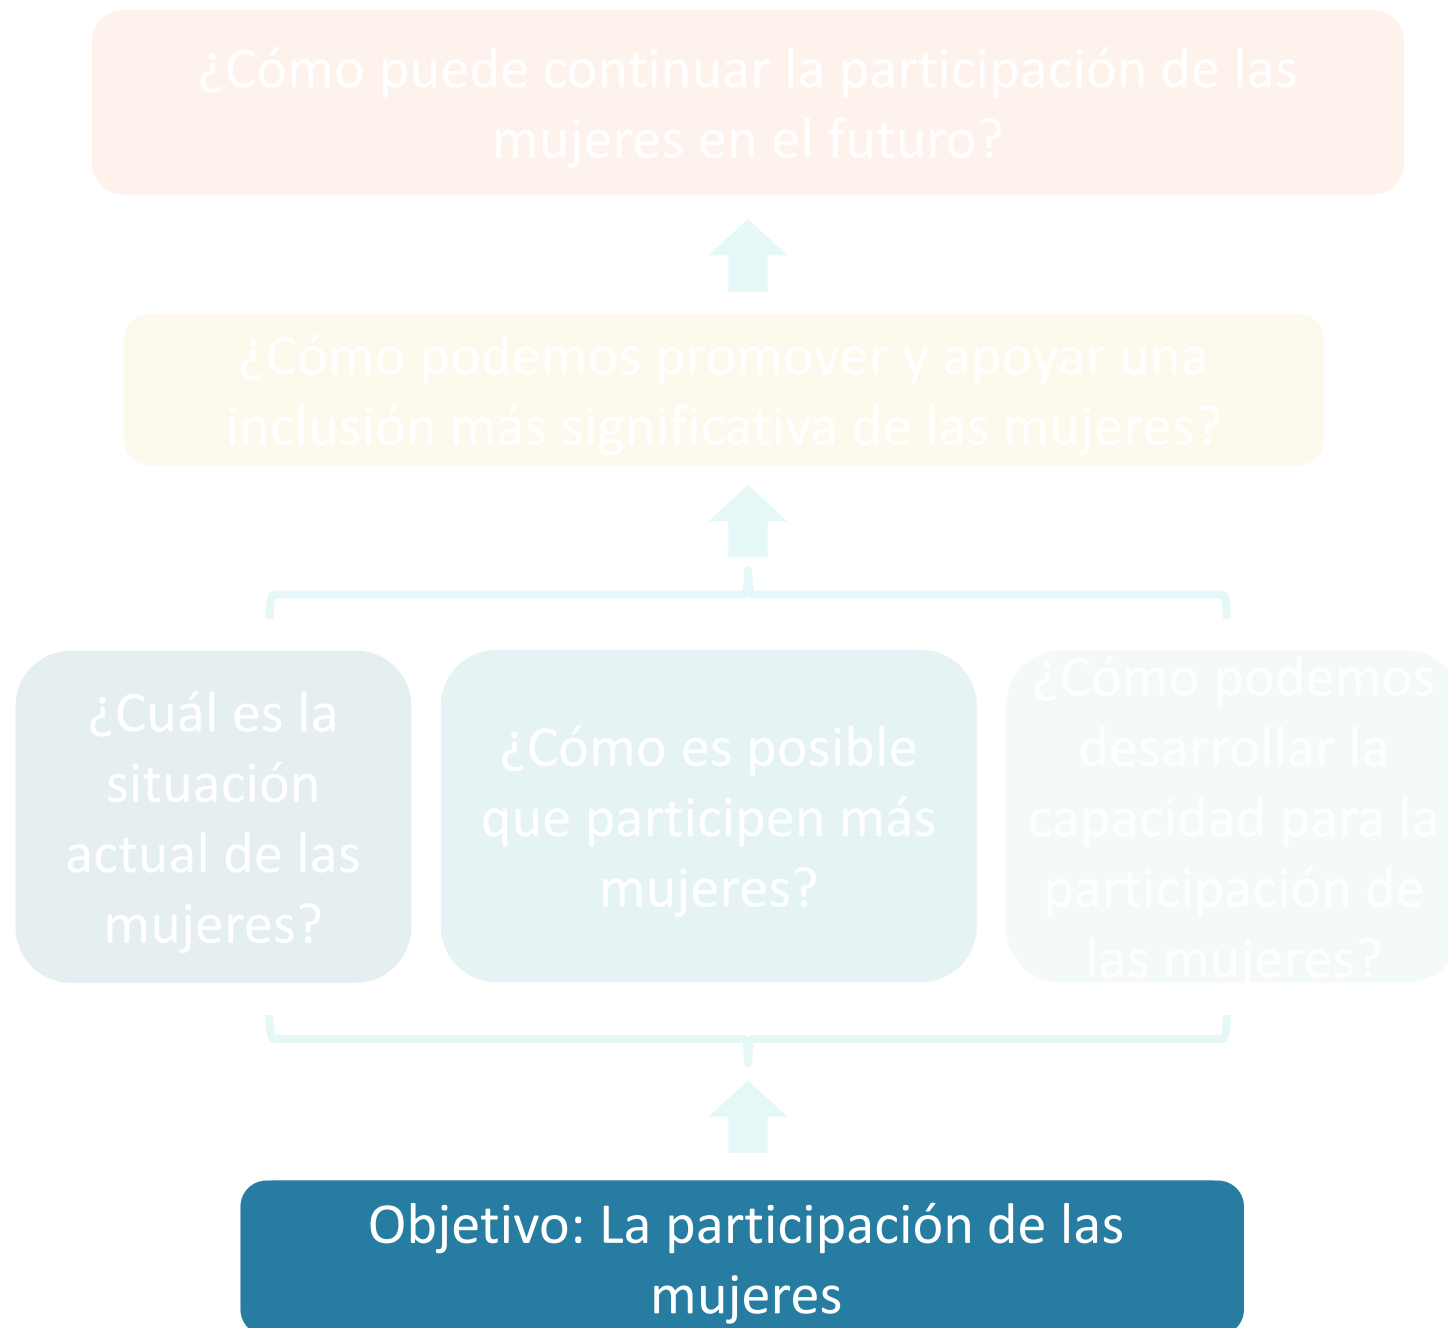 ¿Cómo puede continuar la participación de las
mujeres en el futuro?
¿Cómo podemos promover y apoyar una
inclusión más significativa de las mujeres?
¿Cuál es la
situación
actual de las
mujeres?
¿Cómo es posible
que participen más
mujeres?
¿Cómo podemos
desarrollar la
capacidad para la
participación de
las mujeres?
Objetivo: La participación de las
mujeres